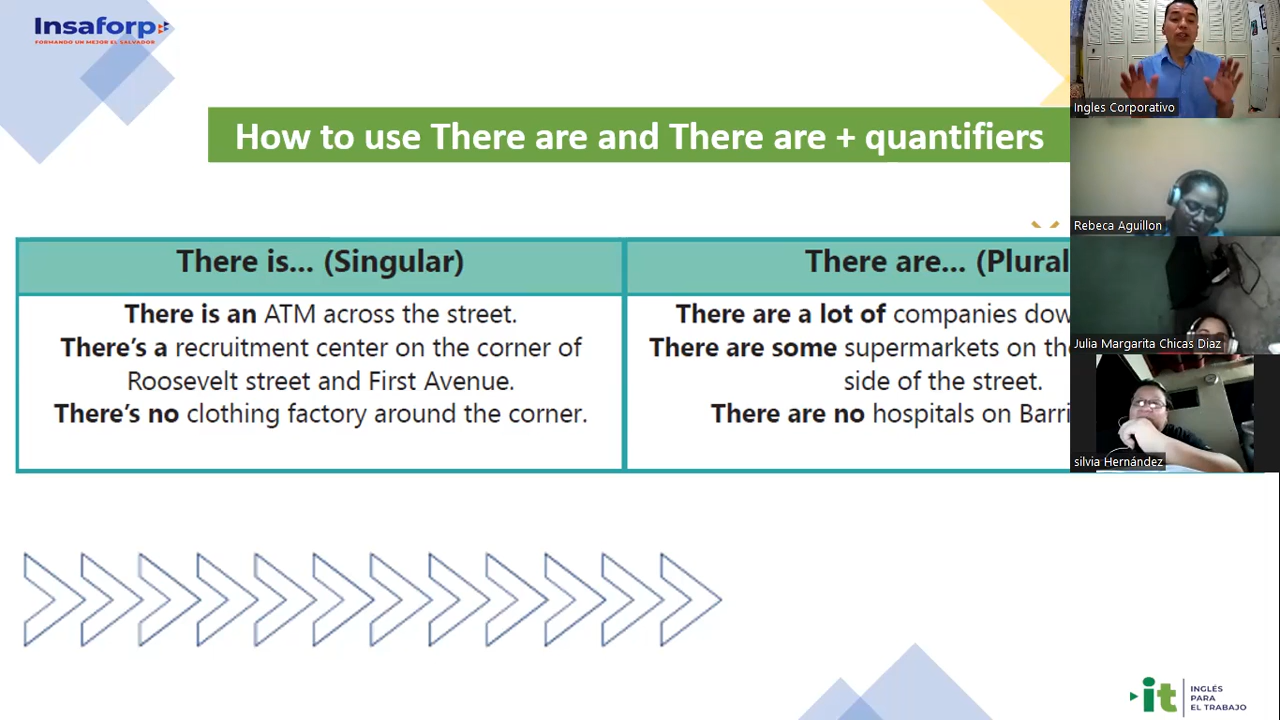 Insaforp
FORMANDO UN MEJOR EL SALVADOR
How to use There are and There are + quantifiers
There is... (Singular)
There is an ATM across the street.
There's a recruitment center on the corner of
Roosevelt street and First Avenue.
There's no clothing factory around the corner.
There are... (Plural
There are a lot of companies dow
There are some supermarkets on th
side of the street.
There are no hospitals on Barri
Ingles Corporativo
Rebeca Aguillon
Julia Margarita Chicas Diaz
silvia Hernández
it
INGLÉS
PARA
EL TRABAJO